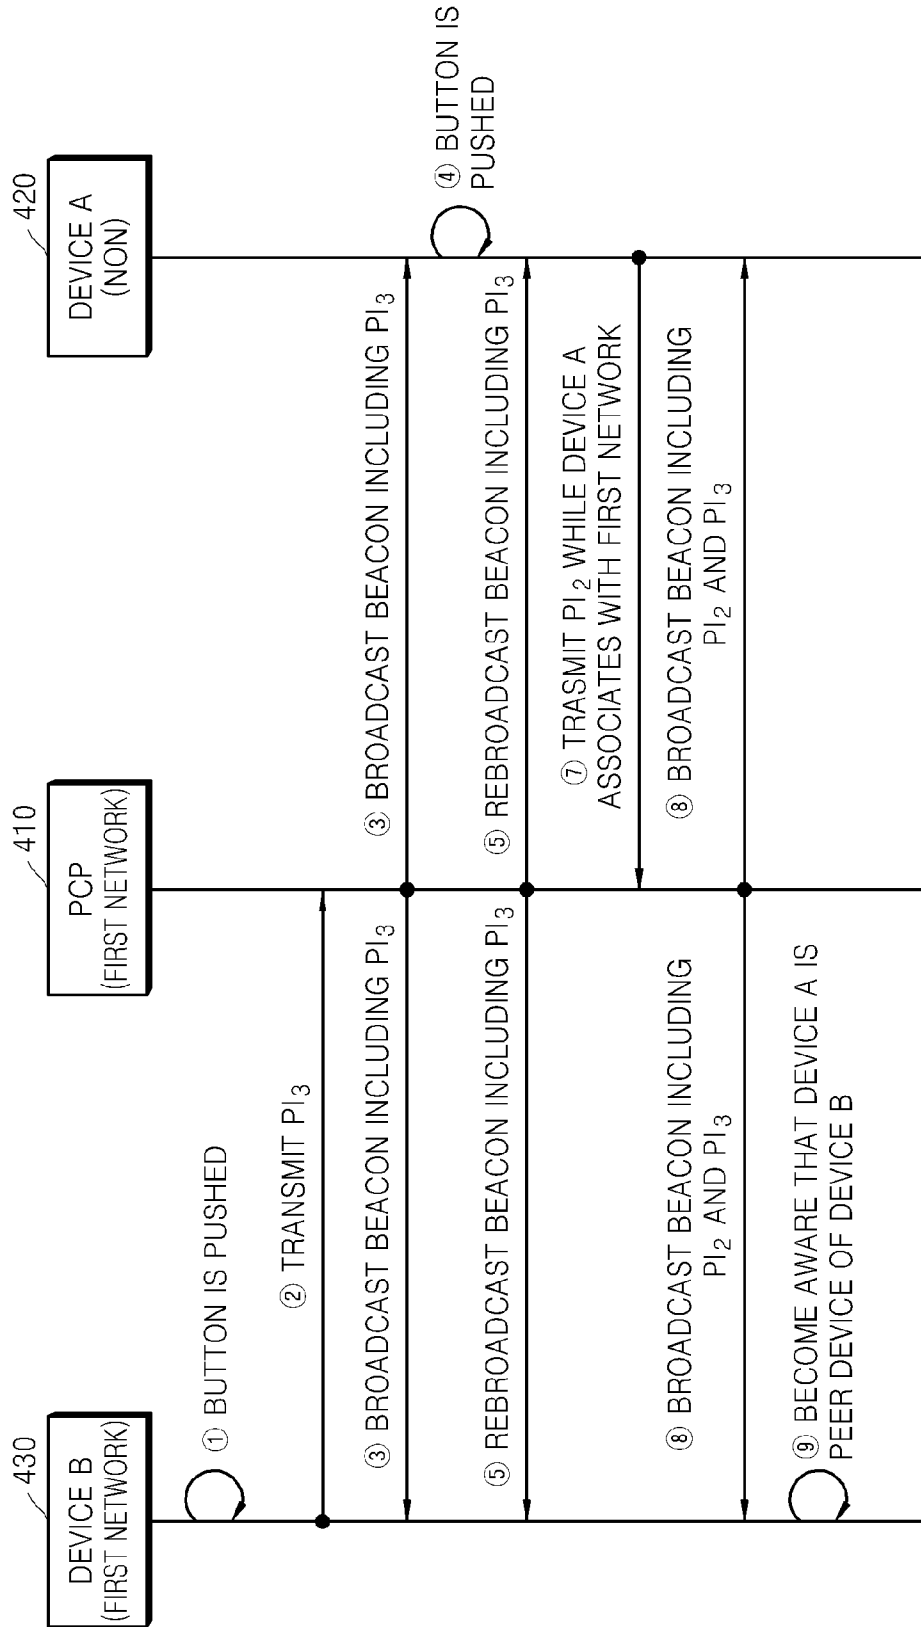 430
DEVICE B
(FIRST NETWORK)
410
PCP
(FIRST NETWORK)
420
DEVICE A
(NON)
① BUTTON IS PUSHED
② TRANSMIT PI₃
③ BROADCAST BEACON INCLUDING PI₃
③ BROADCAST BEACON INCLUDING PI₃
④ BUTTON IS
PUSHED
⑤ REBROADCAST BEACON INCLUDING PI₃
⑤ REBROADCAST BEACON INCLUDING PI₃
⑦ TRASMIT PI₂ WHILE DEVICE A
ASSOCIATES WITH FIRST NETWORK
⑧ BROADCAST BEACON INCLUDING
PI₂ AND PI₃
⑧ BROADCAST BEACON INCLUDING
PI₂ AND PI₃
⑨ BECOME AWARE THAT DEVICE A IS
PEER DEVICE OF DEVICE B